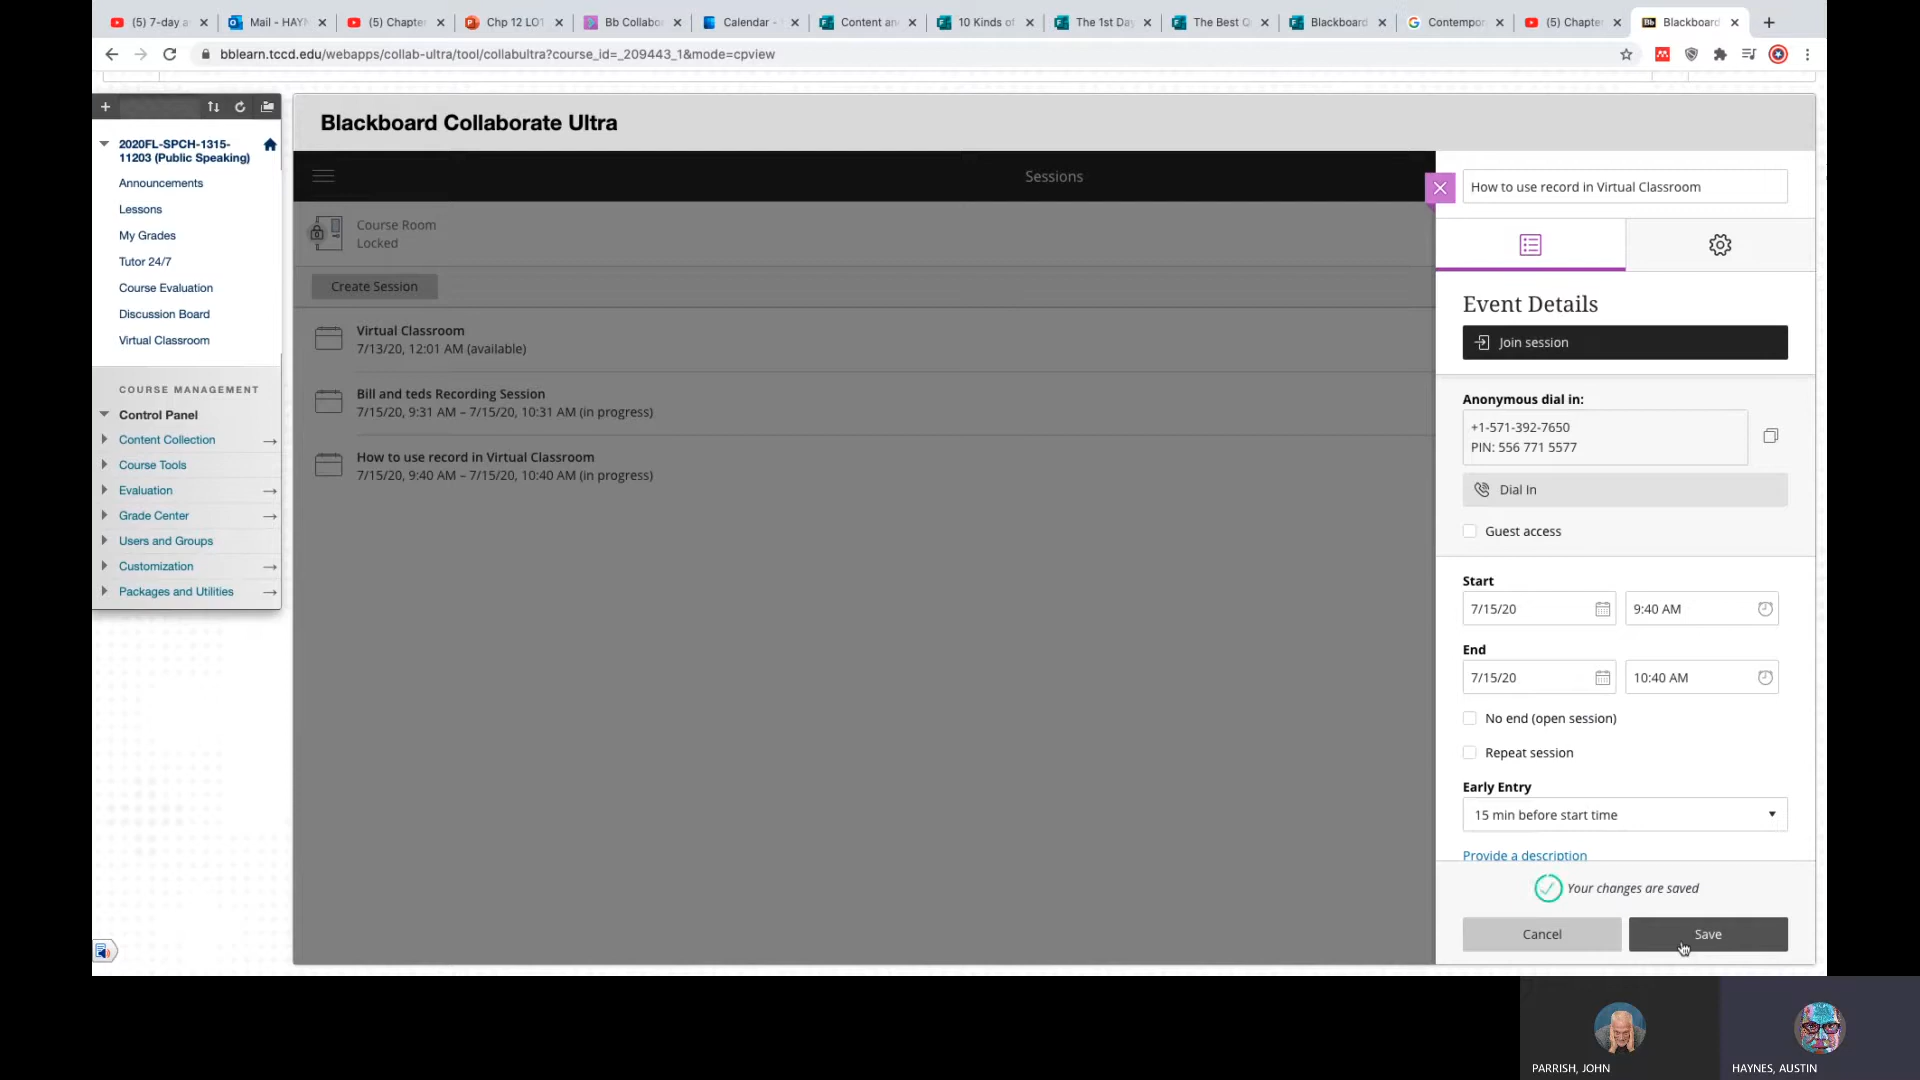 (5) 7-day a
Mail - HAYN
(5) Chapter
Chp 12 LOT
Bb Collabo
Calendar -
Content an
10 Kinds of
The 1st Day
The Best Q
Blackboard
Contempor
(5) Chapter
Blackboard
bblearn.tccd.edu/webapps/collab-ultra/tool/collabultra?course_id=_209443_1&mode=cpview
2020FL-SPCH-1315-
11203 (Public Speaking)
Announcements
Lessons
My Grades
Tutor 24/7
Course Evaluation
Discussion Board
Virtual Classroom
COURSE MANAGEMENT
Control Panel
Content Collection
Course Tools
Evaluation
Grade Center
Users and Groups
Customization
Packages and Utilities
Blackboard Collaborate Ultra
Sessions
Course Room
Locked
Create Session
Virtual Classroom
7/13/20, 12:01 AM (available)
Bill and teds Recording Session
7/15/20, 9:31 AM – 7/15/20, 10:31 AM (in progress)
How to use record in Virtual Classroom
7/15/20, 9:40 AM – 7/15/20, 10:40 AM (in progress)
How to use record in Virtual Classroom
Event Details
Join session
Anonymous dial in:
+1-571-392-7650
PIN: 556 771 5577
Dial In
Guest access
Start
7/15/20 9:40 AM
End
7/15/20 10:40 AM
No end (open session)
Repeat session
Early Entry
15 min before start time
Provide a description
Your changes are saved
Cancel Save
PARRISH, JOHN
HAYNES, AUSTIN